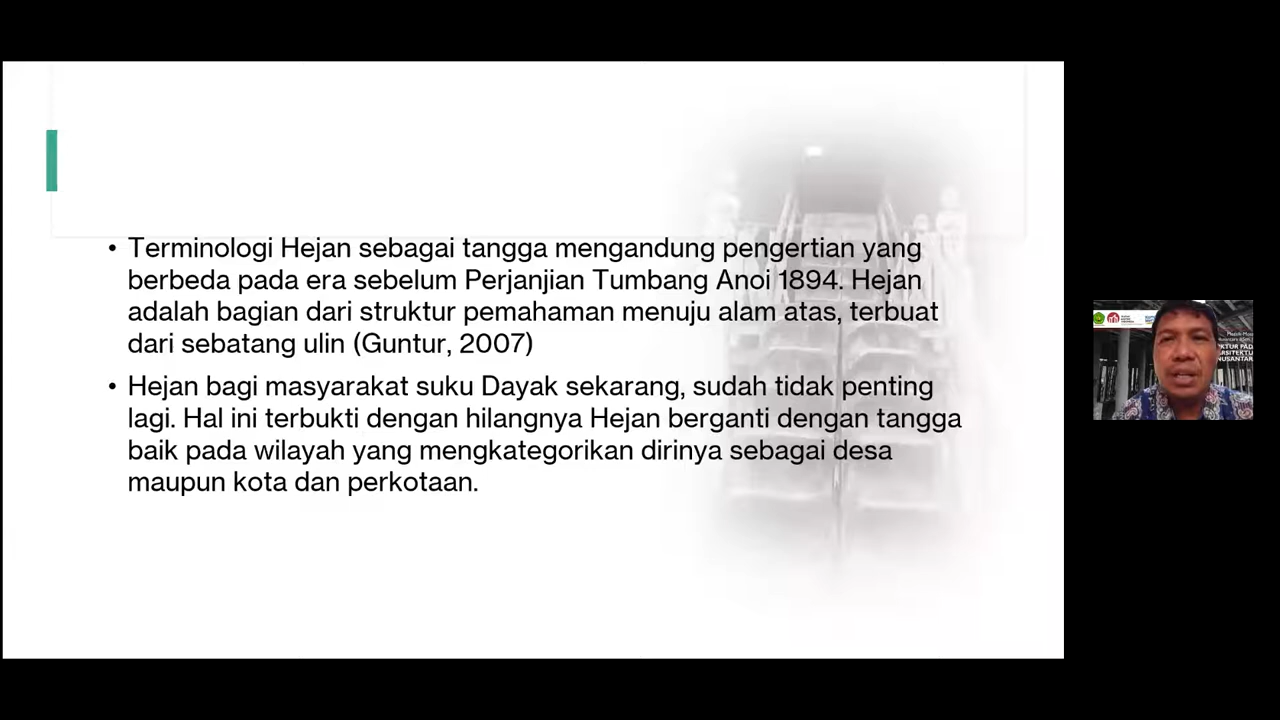 Terminologi Hejan sebagai tangga mengandung pengertian yang
berbeda pada era sebelum Perjanjian Tumbang Anoi 1894. Hejan
adalah bagian dari struktur pemahaman menuju alam atas, terbuat
dari sebatang ulin (Guntur, 2007)
Hejan bagi masyarakat suku Dayak sekarang, sudah tidak penting
lagi. Hal ini terbukti dengan hilangnya Hejan berganti dengan tangga
baik pada wilayah yang mengkategorikan dirinya sebagai desa
maupun kota dan perkotaan.